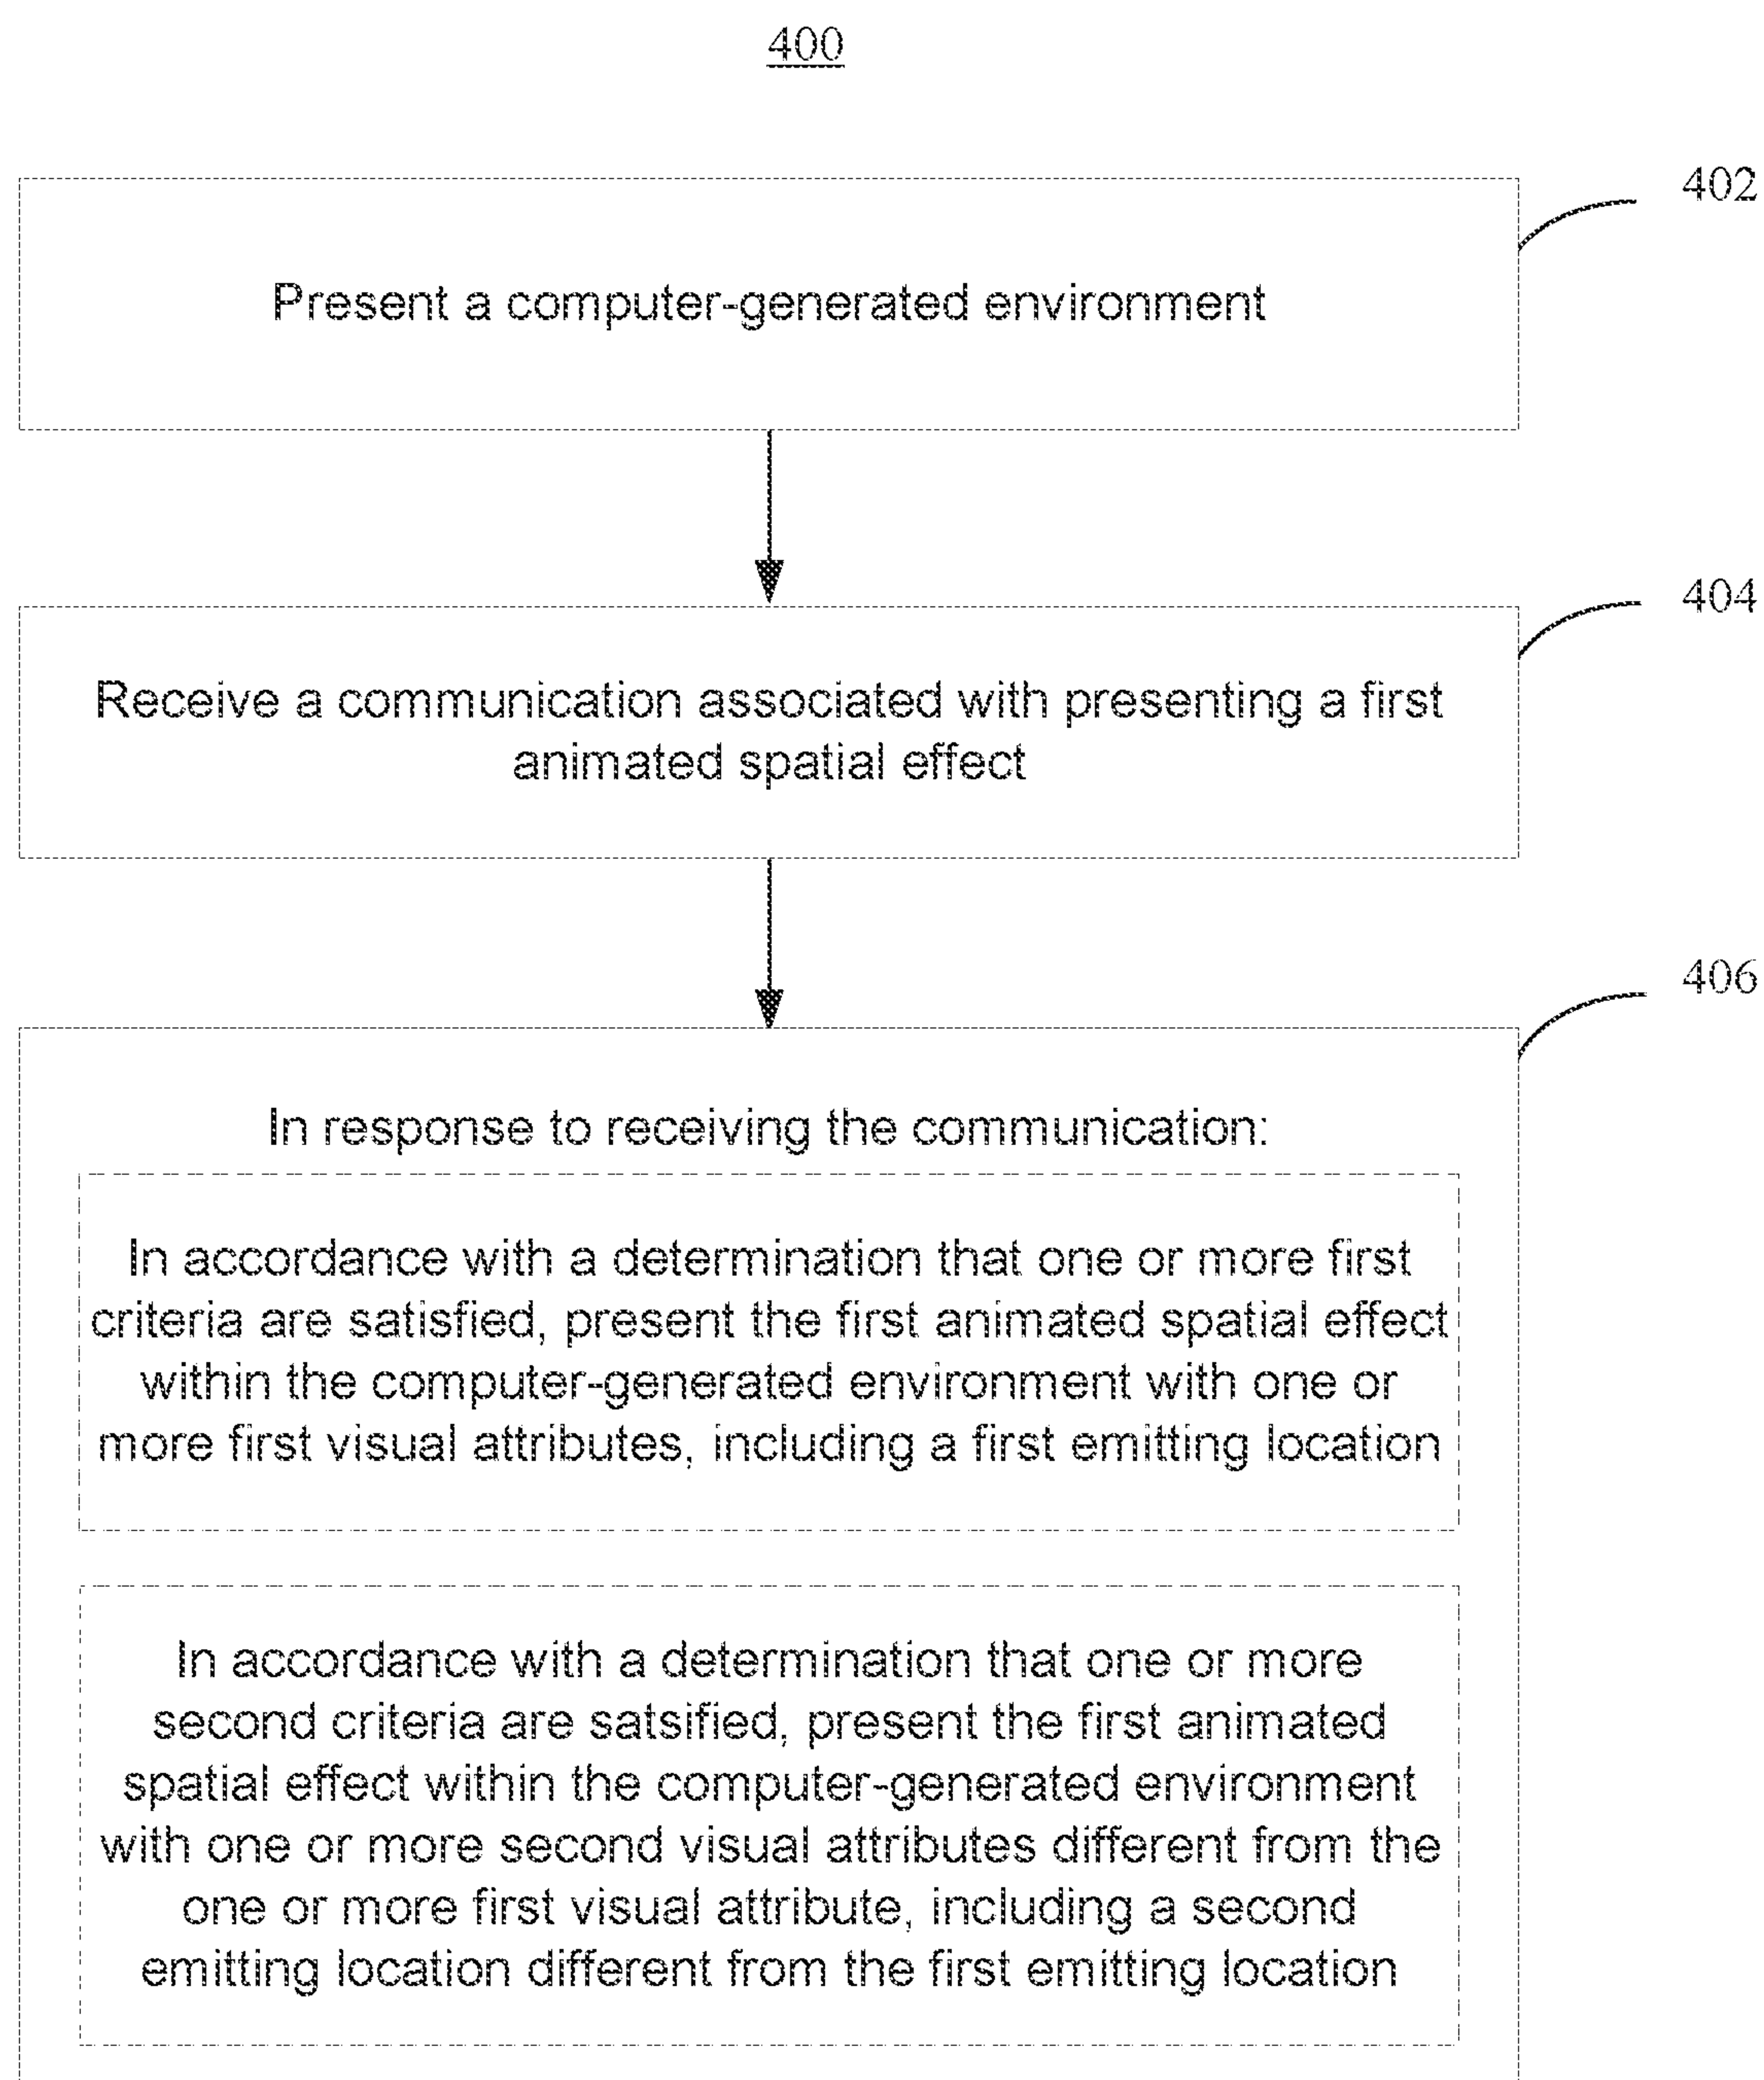 400
402
Present a computer-generated environment
404
Receive a communication associated with presenting a first
animated spatial effect
406
In response to receiving the communication:
In accordance with a determination that one or more first
criteria are satisfied, present the first animated spatial effect
within the computer-generated environment with one or
more first visual attributes, including a first emitting location
In accordance with a determination that one or more
second criteria are satsified, present the first animated
spatial effect within the computer-generated environment
with one or more second visual attributes different from the
one or more first visual attribute, including a second
emitting location different from the first emitting location